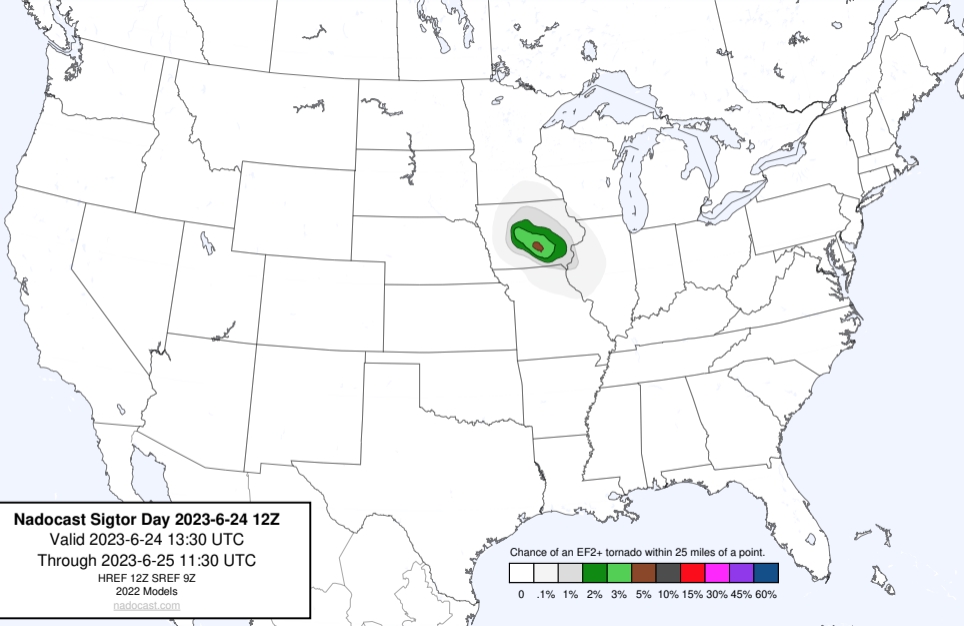 Nadocast Sigtor Day 2023-6-24 12Z
Valid 2023-6-24 13:30 UTC
Through 2023-6-25 11:30 UTC
HREF 12Z SREF 9Z
2022 Models
nadocast.com
Chance of an EF2+ tornado within 25 miles of a point.
0 .1% 1% 2% 3% 5% 10% 15% 30% 45% 60%